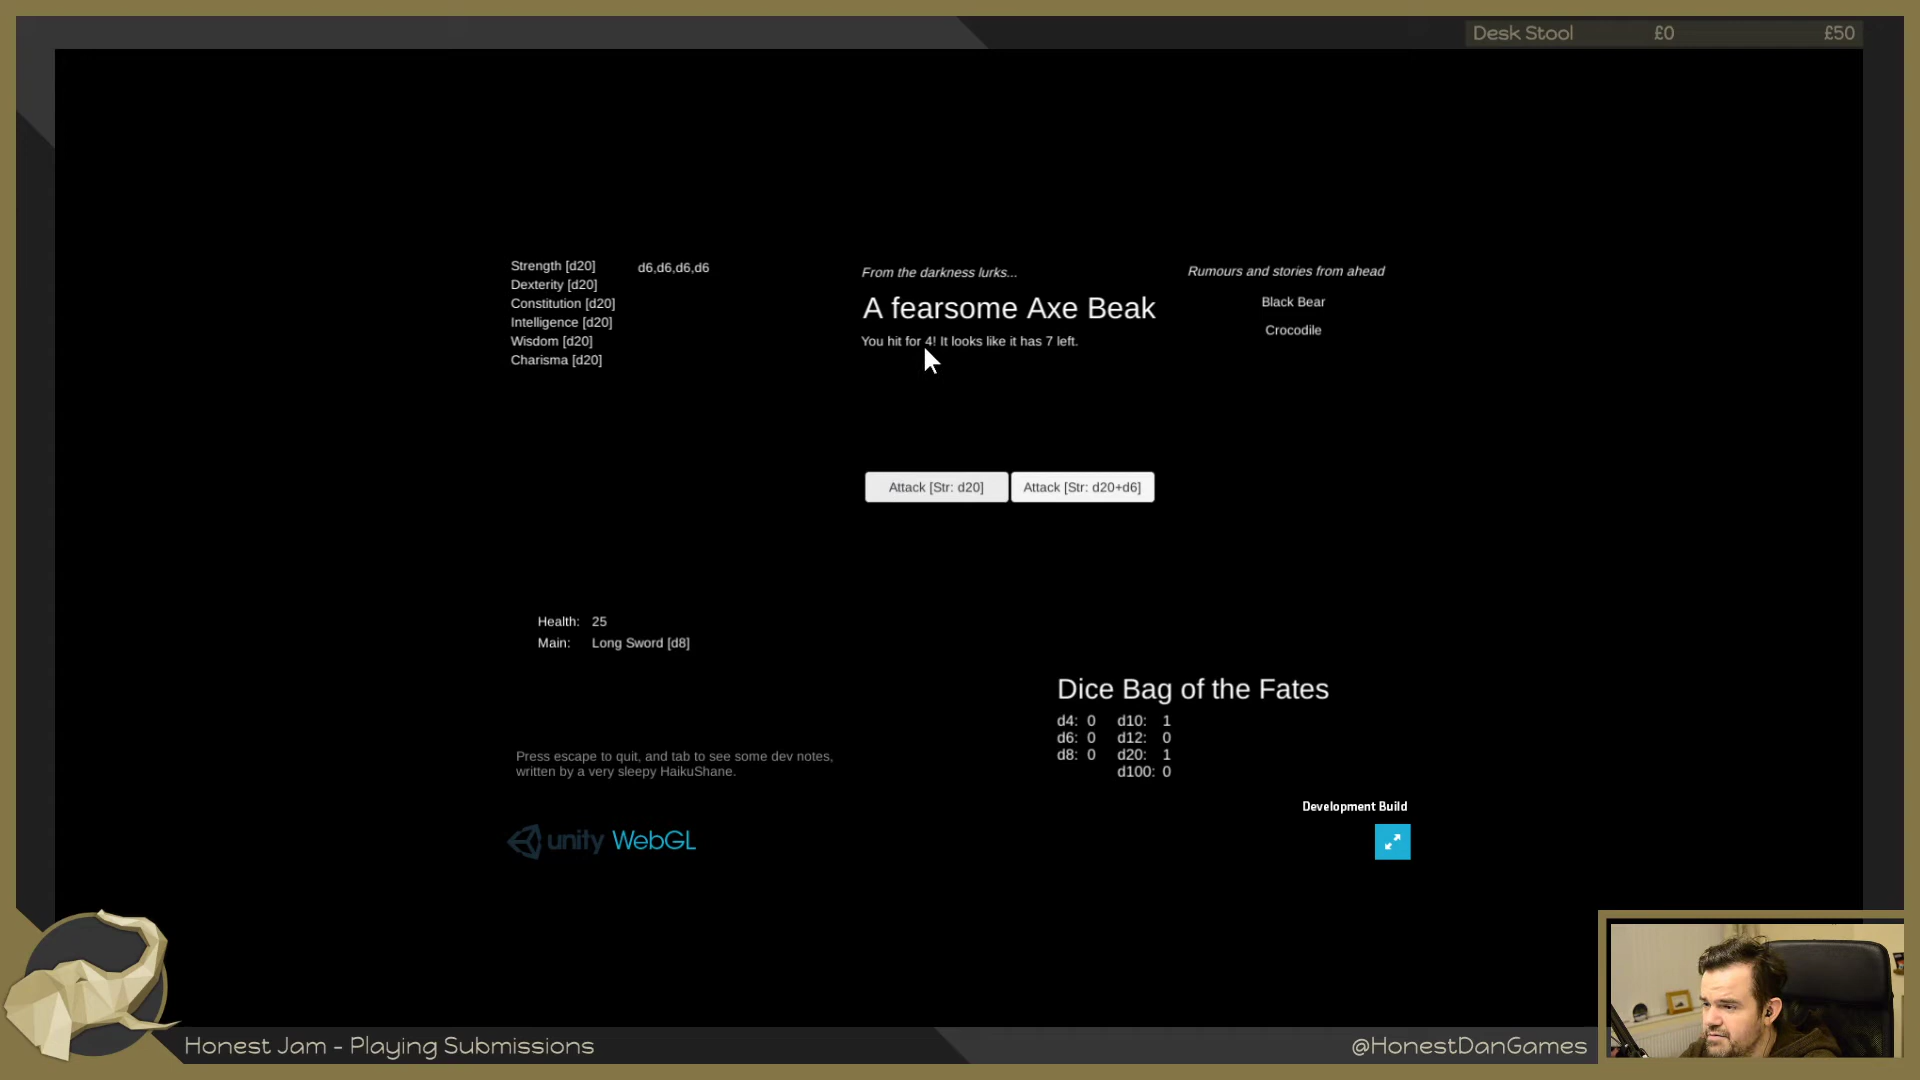 Desk Stool £0 £50
Strength [d20] d6,d6,d6,d6
Dexterity [d20]
Constitution [d20]
Intelligence [d20]
Wisdom [d20]
Charisma [d20]
From the darkness lurks...
A fearsome Axe Beak
You hit for 4! It looks like it has 7 left.
Rumours and stories from ahead
Black Bear
Crocodile
Attack [Str: d20] Attack [Str: d20+d6]
Health: 25
Main: Long Sword [d8]
Dice Bag of the Fates
d4: 0 d10: 1
d6: 0 d12: 0
d8: 0 d20: 1
d100: 0
Press escape to quit, and tab to see some dev notes,
written by a very sleepy HaikuShane.
Development Build
unity WebGL
Honest Jam - Playing Submissions
@HonestDanGames